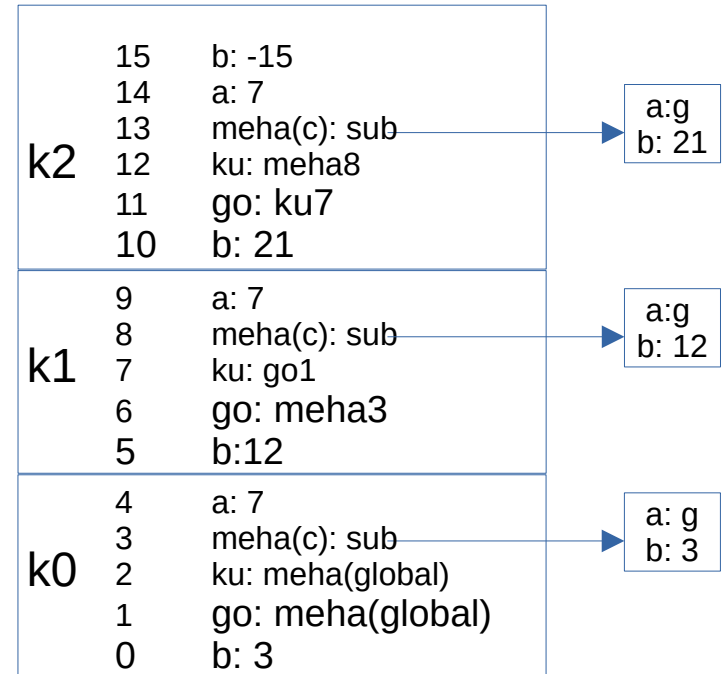 15 b: -15
14 a: 7
13 meha(c): sub
a:g
b: 21
k2
12 ku: meha8
11 go: ku7
10 b: 21
9 a: 7
8 meha(c): sub
a:g
b: 12
k1
7 ku: go1
6 go: meha3
5 b:12
4 a: 7
3 meha(c): sub
a: g
b: 3
k0
2 ku: meha(global)
1 go: meha(global)
0 b: 3